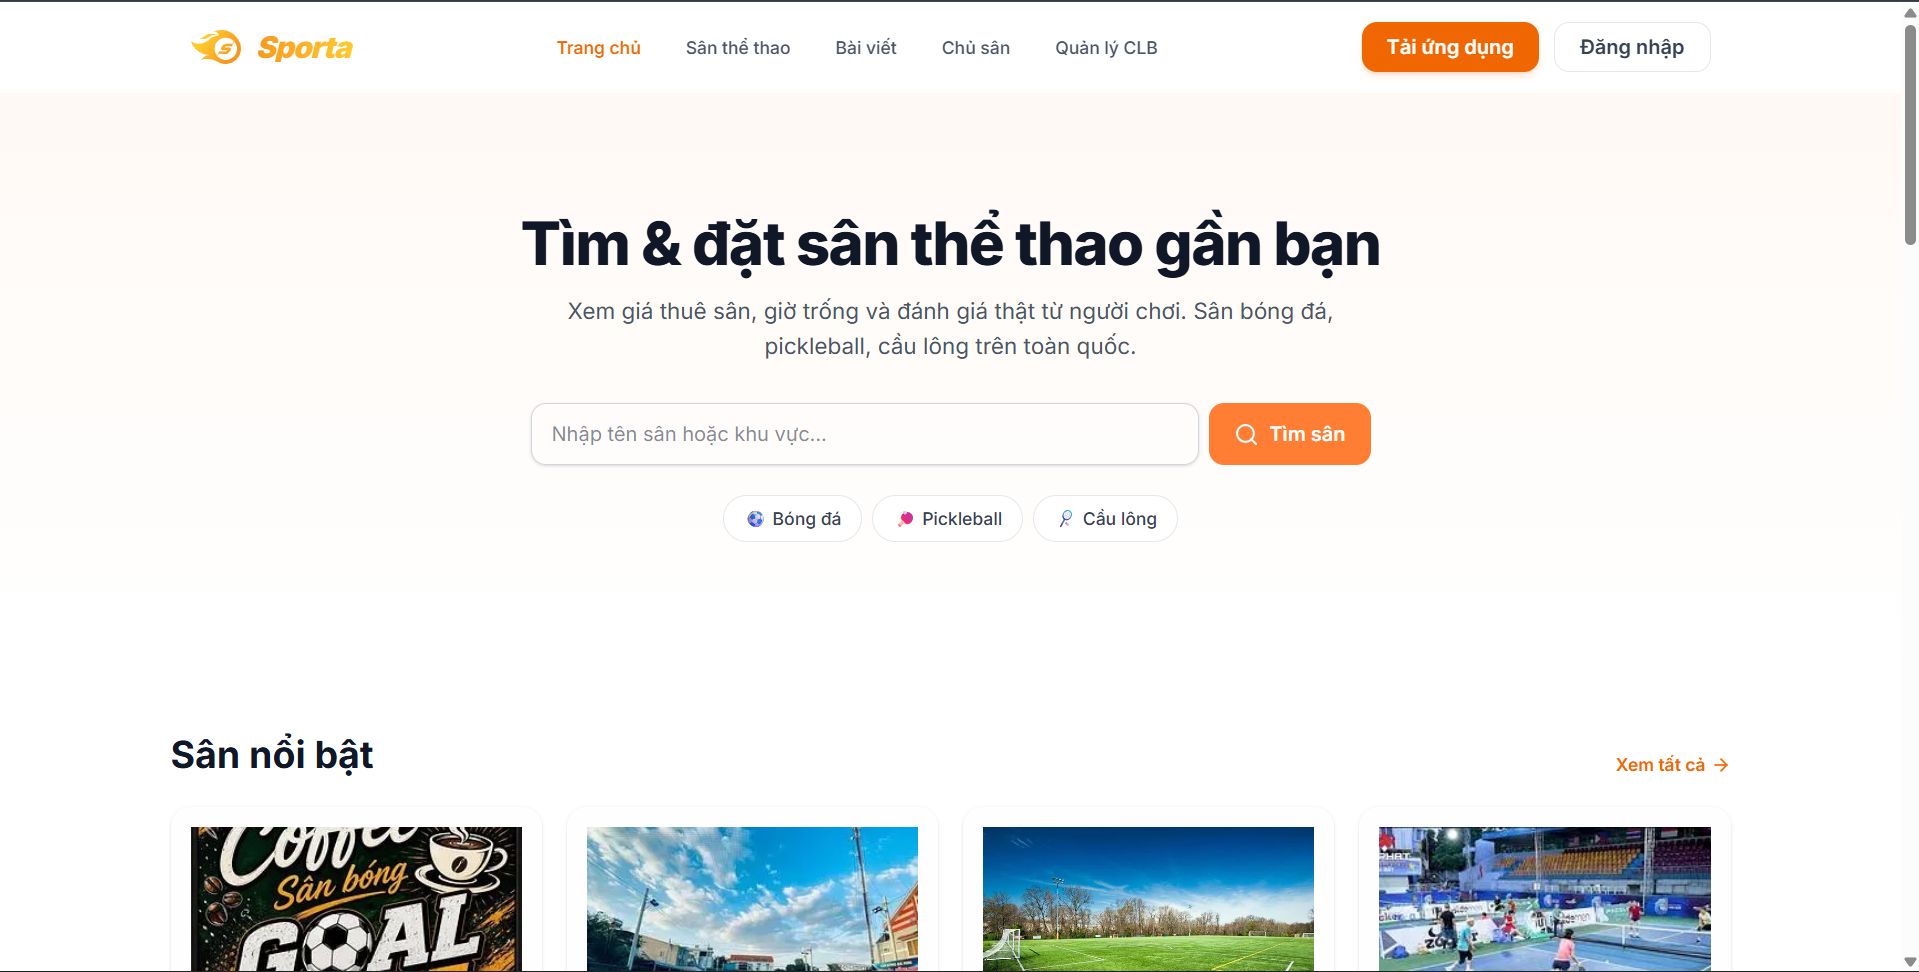 Sporta
Trang chủ
Sân thể thao
Bài viết
Chủ sân
Quản lý CLB
Tải ứng dụng
Đăng nhập
Tìm & đặt sân thể thao gần bạn
Xem giá thuê sân, giờ trống và đánh giá thật từ người chơi. Sân bóng đá,
pickleball, cầu lông trên toàn quốc.
Nhập tên sân hoặc khu vực...
Tìm sân
Bóng đá
Pickleball
Cầu lông
Sân nổi bật
Xem tất cả →
Coffee
Sân bóng
GOAL